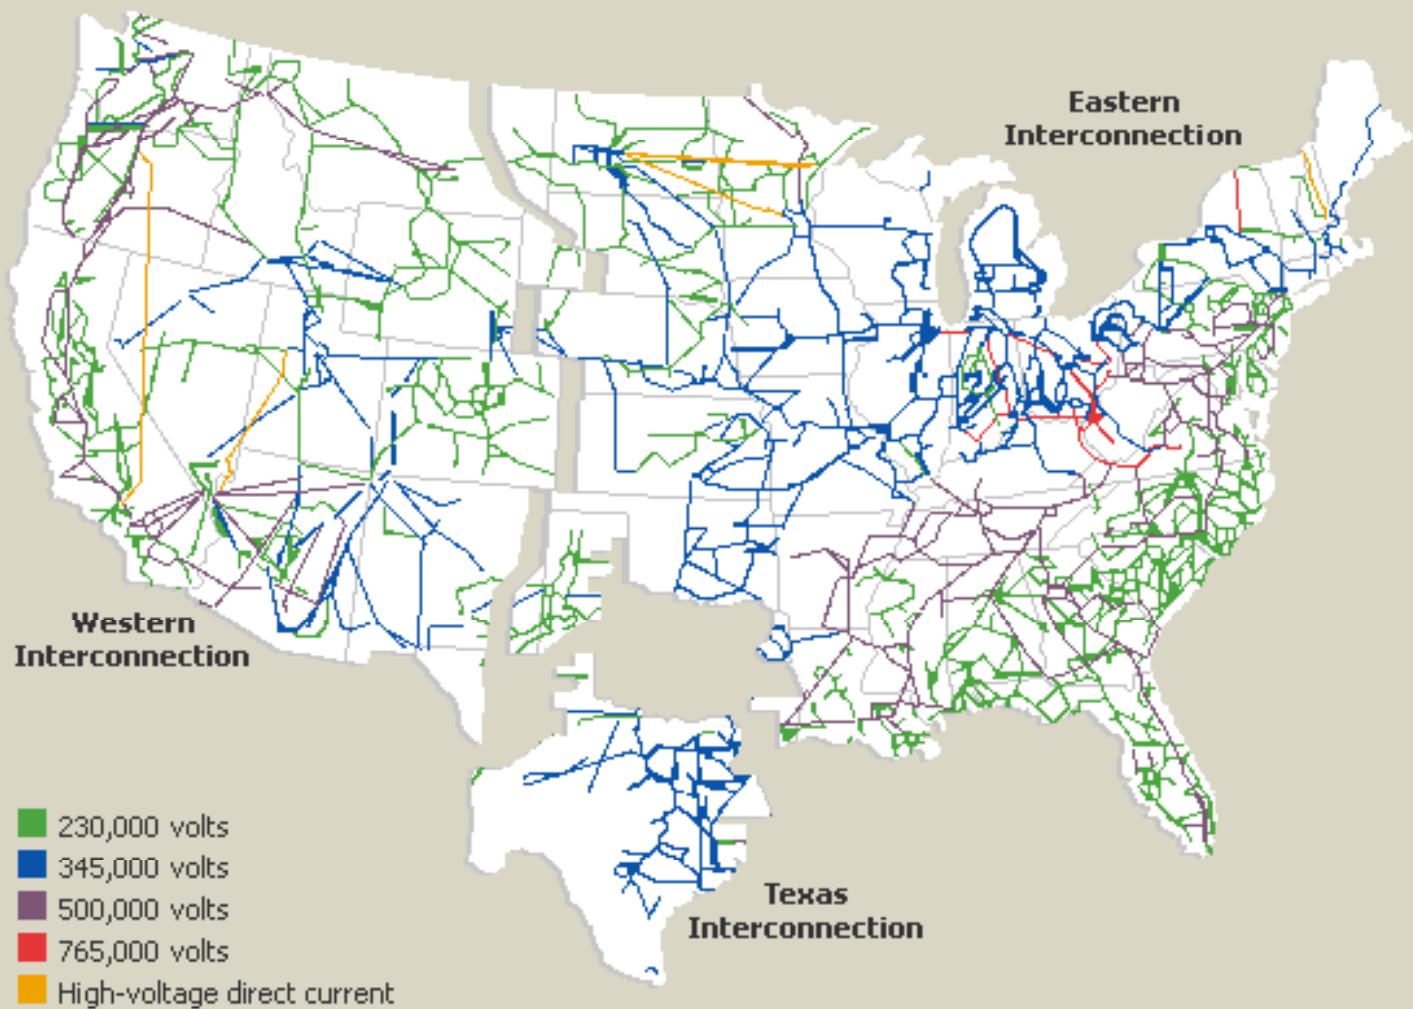 Eastern
Interconnection
Western
Interconnection
Texas
Interconnection
230,000 volts
345,000 volts
500,000 volts
765,000 volts
High-voltage direct current